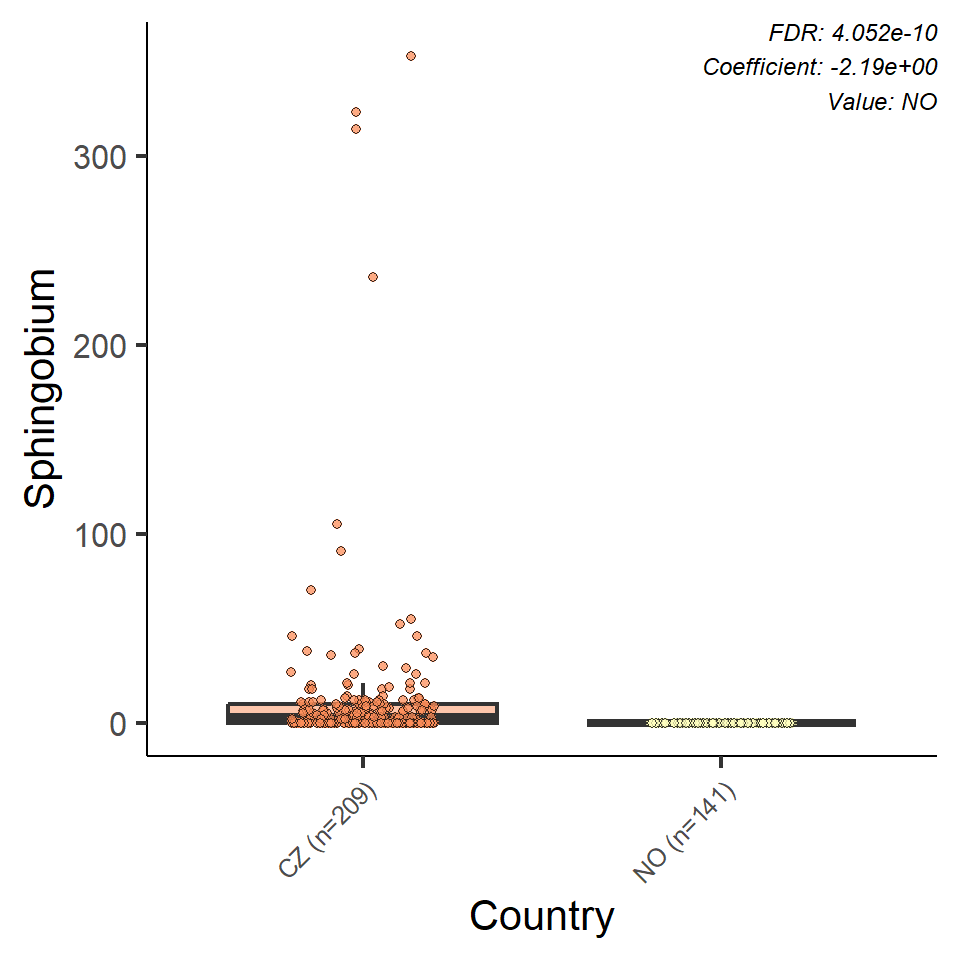 FDR: 4.052e-10
Coefficient: -2.19e+00
Value: NO
300
200
100
0
Sphingobium
CZ (n=209)
NO (n=141)
Country